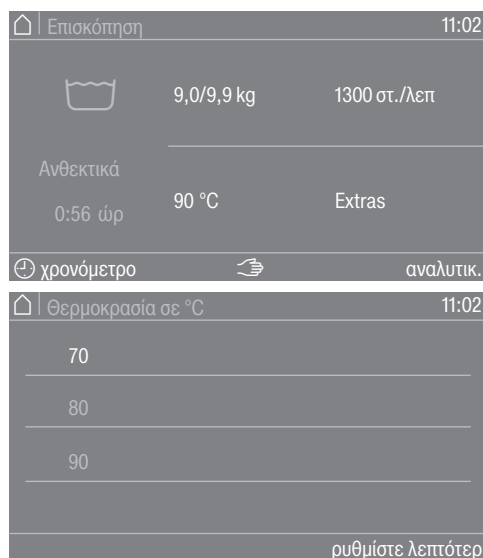 Επισκόπηση 11:02
9,0/9,9 kg 1300 στ./λεπ
Ανθεκτικά
0:56 ώρ
90 °C Extras
χρονόμετρο αναλυτικ.
Θερμοκρασία σε °C 11:02
70
80
90
ρυθμίστε λεπτότερ